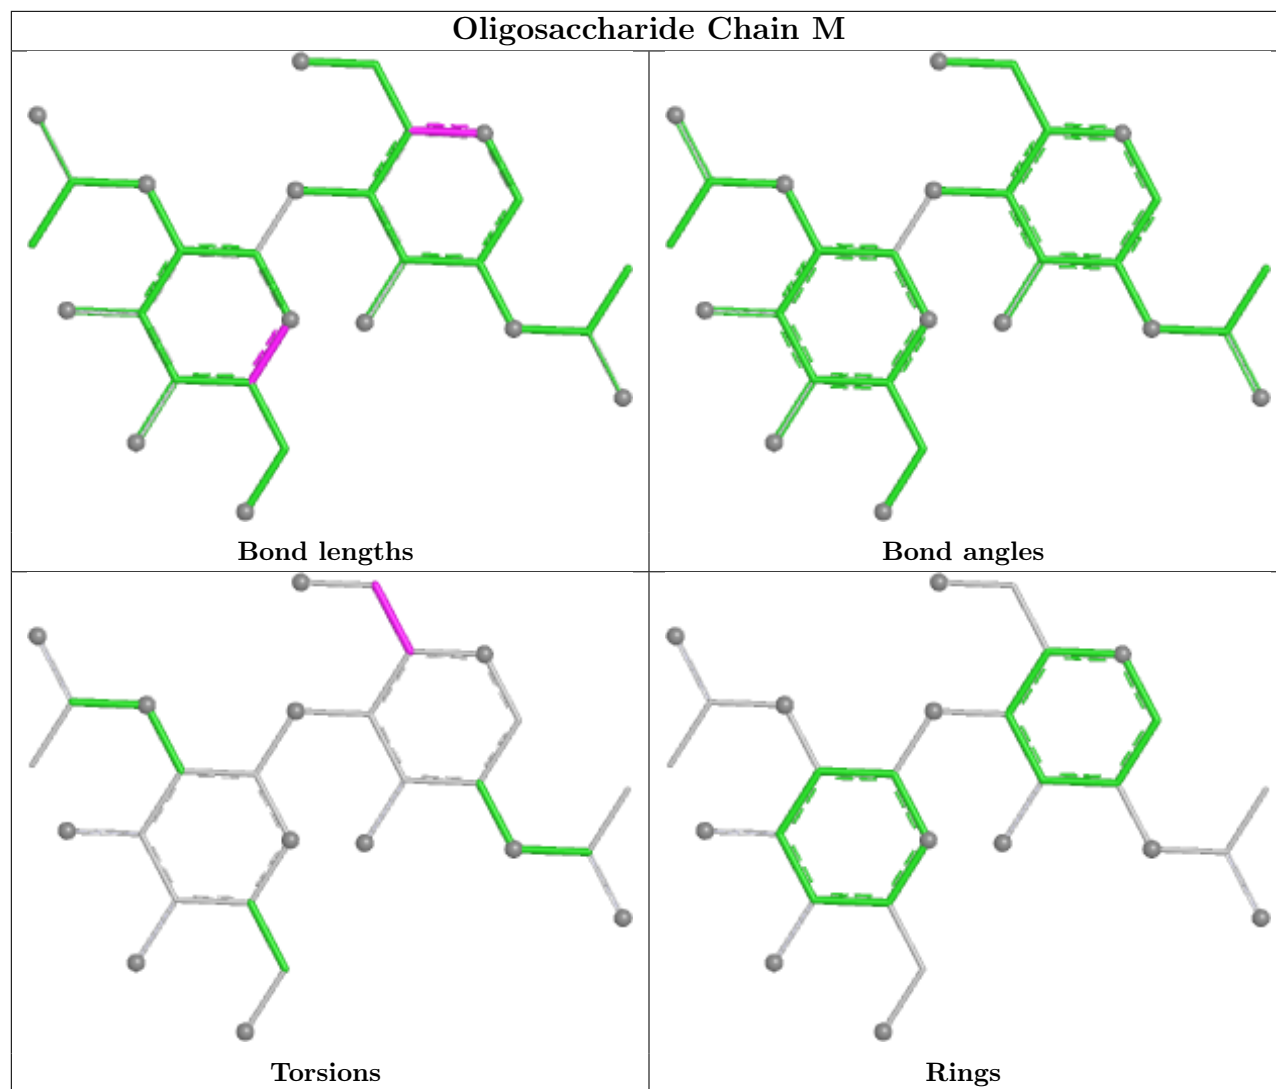 Oligosaccharide Chain M
Bond lengths
Bond angles
Torsions
Rings